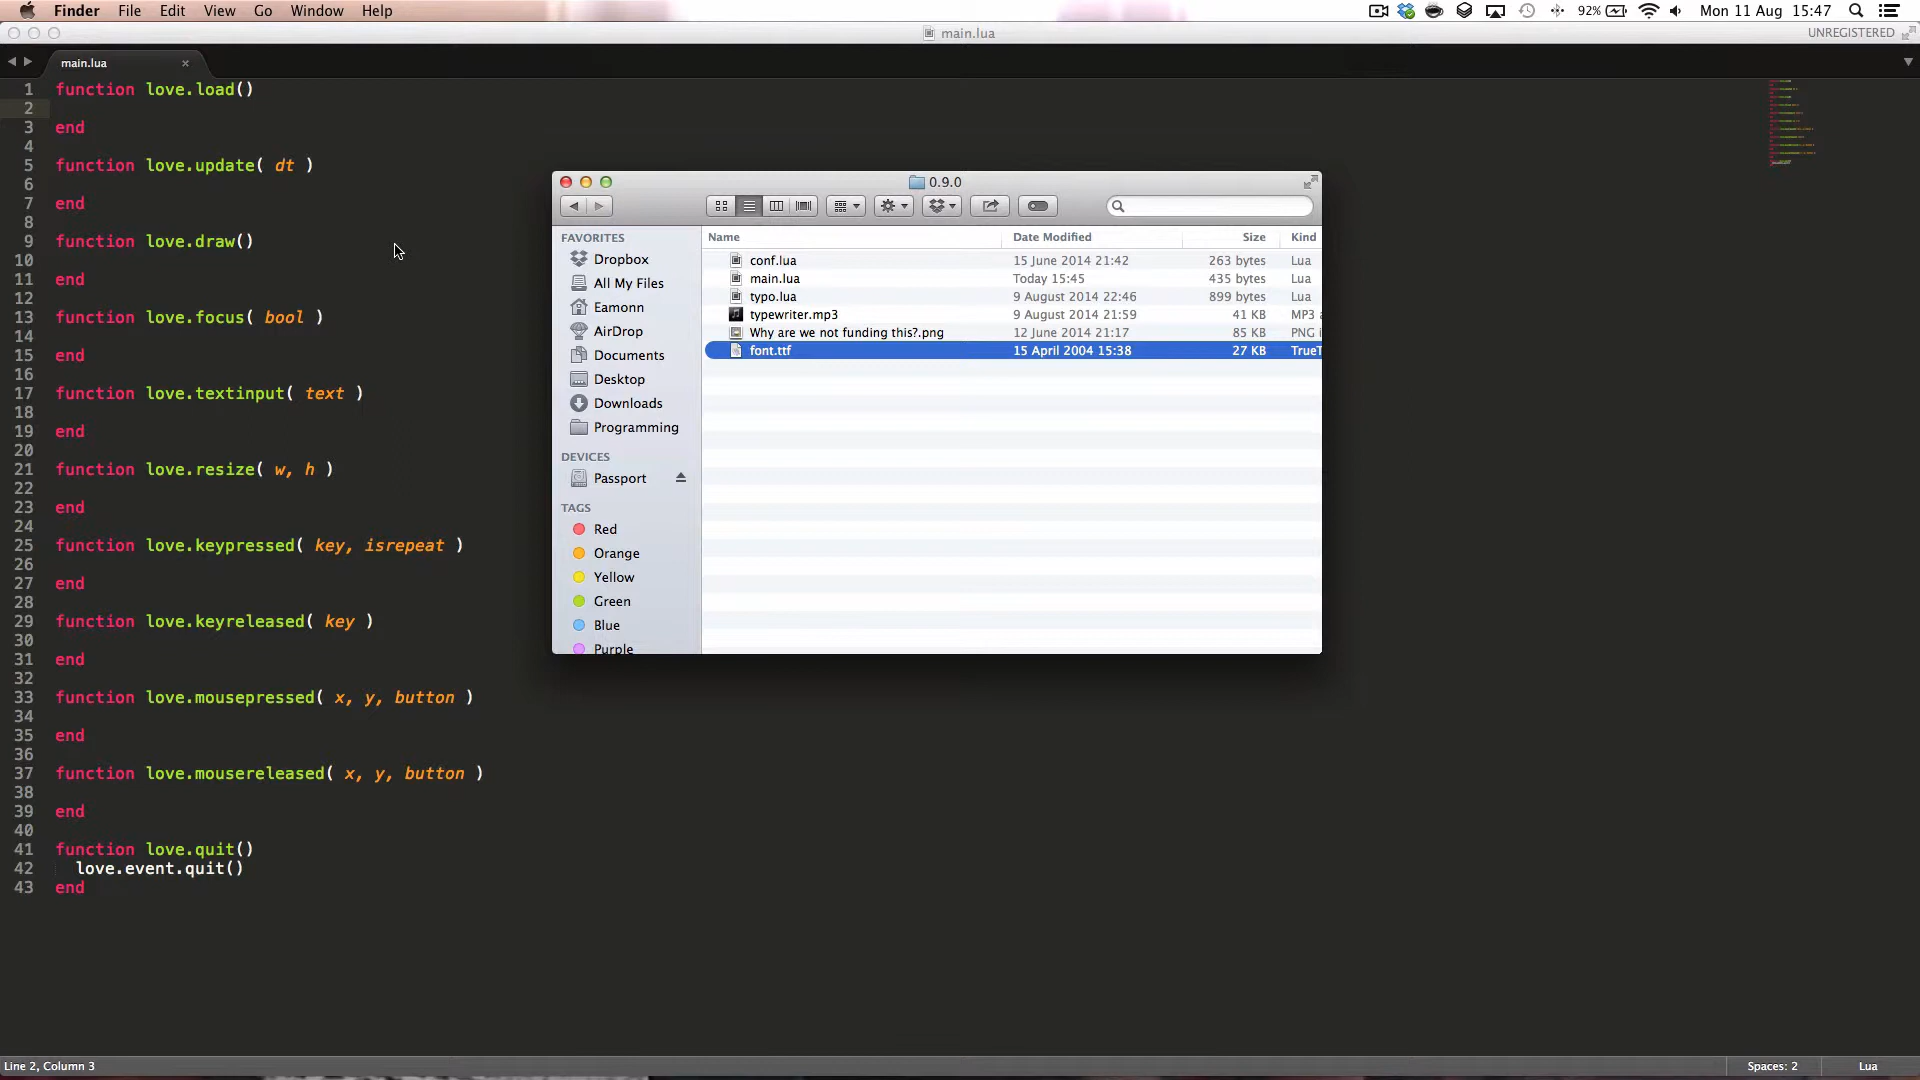 Finder File Edit View Go Window Help 92% Mon 11 Aug 15:47
main.lua UNREGISTERED
main.lua ×
1 function love.load()
2
3 end
4
5 function love.update( dt )
6
7 end
8
9 function love.draw()
10
11 end
12
13 function love.focus( bool )
14
15 end
16
17 function love.textinput( text )
18
19 end
20
21 function love.resize( w, h )
22
23 end
24
25 function love.keypressed( key, isrepeat )
26
27 end
28
29 function love.keyreleased( key )
30
31 end
32
33 function love.mousepressed( x, y, button )
34
35 end
36
37 function love.mousereleased( x, y, button )
38
39 end
40
41 function love.quit()
42 love.event.quit()
43 end
0.9.0
FAVORITES
Dropbox
All My Files
Eamonn
AirDrop
Documents
Desktop
Downloads
Programming
DEVICES
Passport
TAGS
Red
Orange
Yellow
Green
Blue
Purple
Name Date Modified Size Kind
conf.lua 15 June 2014 21:42 263 bytes Lua
main.lua Today 15:45 435 bytes Lua
typo.lua 9 August 2014 22:46 899 bytes Lua
typewriter.mp3 9 August 2014 21:59 41 KB MP3
Why are we not funding this?.png 12 June 2014 21:17 85 KB PNG
font.ttf 15 April 2004 15:38 27 KB TrueT
Line 2, Column 3 Spaces: 2 Lua